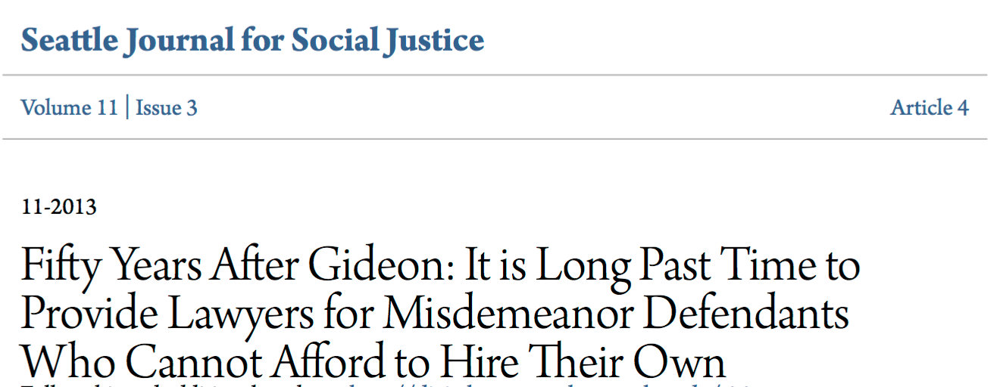 Seattle Journal for Social Justice
Volume 11 | Issue 3
Article 4
11-2013
Fifty Years After Gideon: It is Long Past Time to
Provide Lawyers for Misdemeanor Defendants
Who Cannot Afford to Hire Their Own